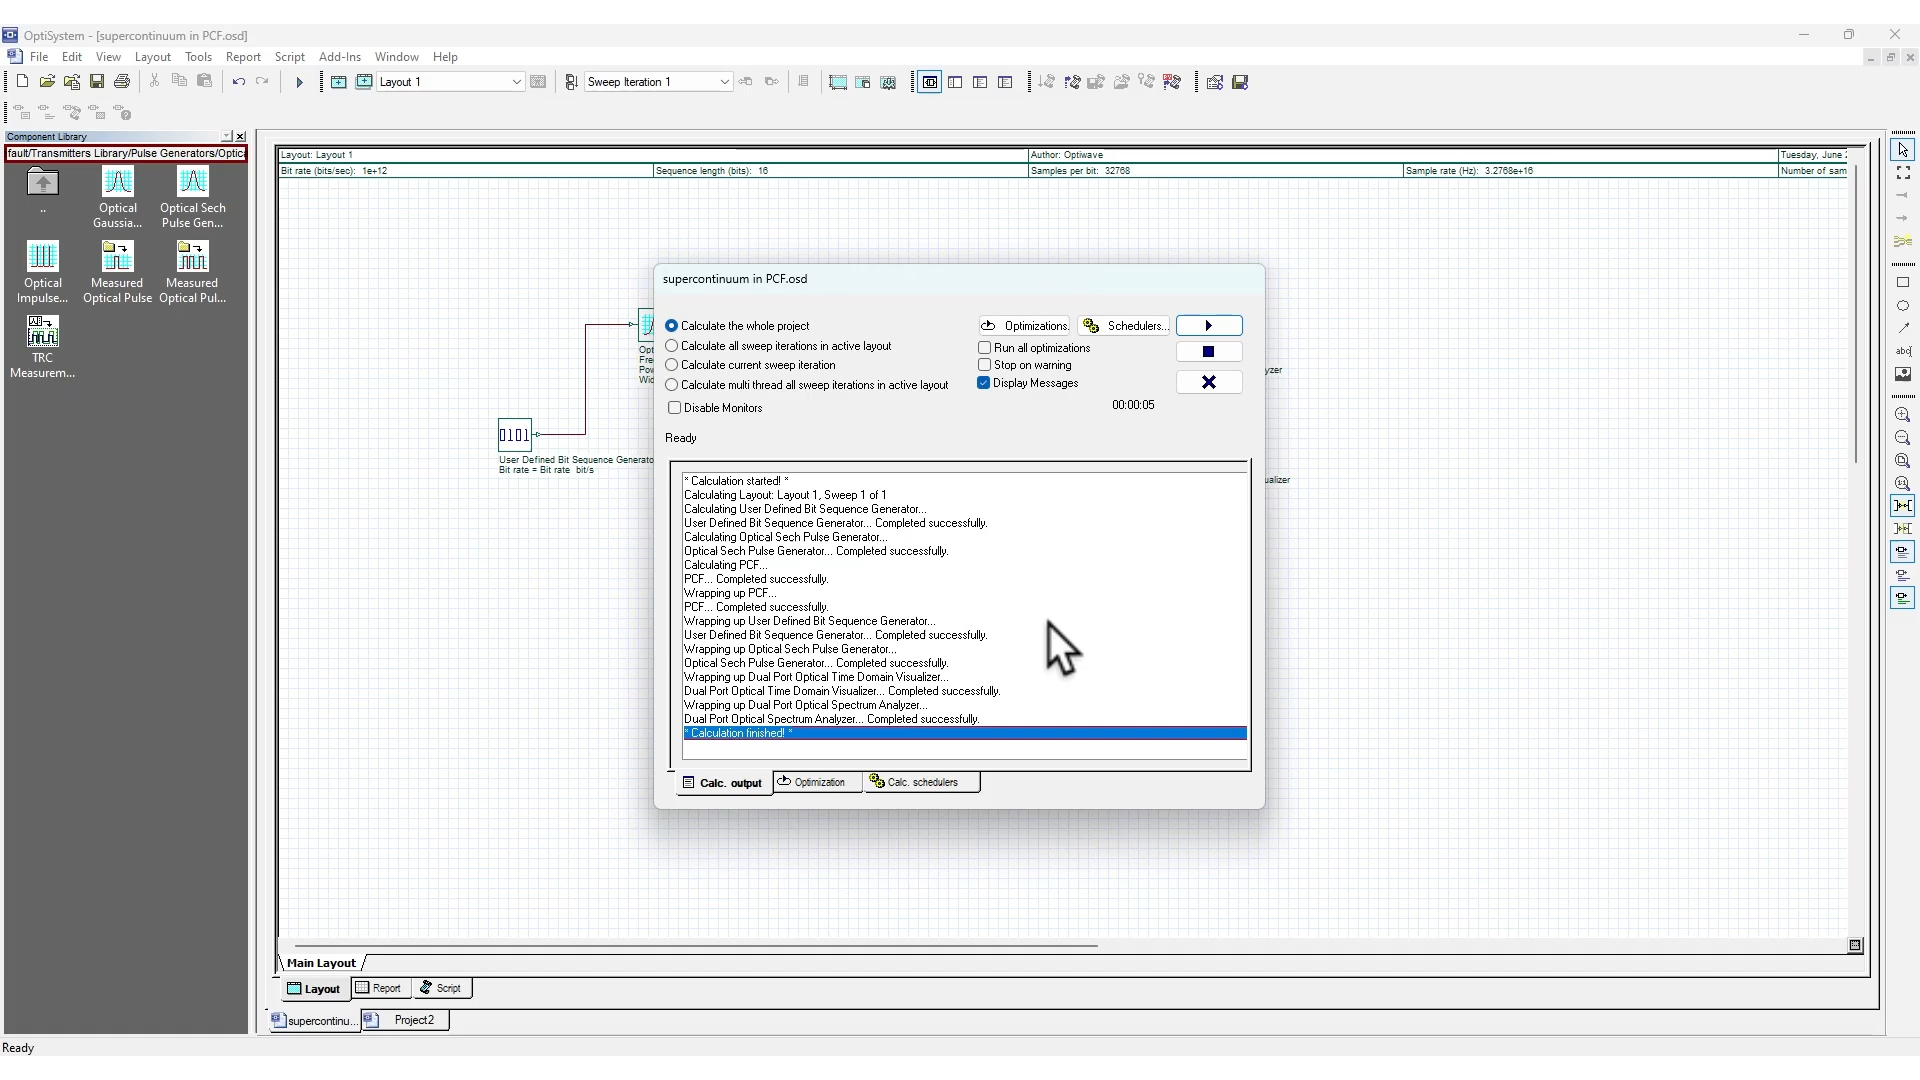 OptiSystem - [supercontinuum in PCF.osd]
File Edit View Layout Tools Report Script Add-Ins Window Help
Layout 1
Sweep Iteration 1
Component Library
fault/Transmitters Library/Pulse Generators/Optica
..
Optical Gaussia...
Optical Sech Pulse Gen...
Optical Impulse...
Measured Optical Pulse
Measured Optical Pul...
TRC Measurem...
Layout: Layout 1
Author: Optiwave
Tuesday, June
Bit rate (bits/sec): 1e+12
Sequence length (bits): 16
Samples per bit: 32768
Sample rate (Hz): 3.2768e+16
Number of sam
Opt
Fre
Pow
Wid
0101
User Defined Bit Sequence Generato
Bit rate = Bit rate bit/s
yzer
ualizer
supercontinuum in PCF.osd
Calculate the whole project
Calculate all sweep iterations in active layout
Calculate current sweep iteration
Calculate multi thread all sweep iterations in active layout
Disable Monitors
Optimizations.
Schedulers...
Run all optimizations
Stop on warning
Display Messages
00:00:05
Ready
* Calculation started! *
Calculating Layout: Layout 1, Sweep 1 of 1
Calculating User Defined Bit Sequence Generator...
User Defined Bit Sequence Generator... Completed successfully.
Calculating Optical Sech Pulse Generator...
Optical Sech Pulse Generator... Completed successfully.
Calculating PCF...
PCF... Completed successfully.
Wrapping up PCF...
PCF... Completed successfully.
Wrapping up User Defined Bit Sequence Generator...
User Defined Bit Sequence Generator... Completed successfully.
Wrapping up Optical Sech Pulse Generator...
Optical Sech Pulse Generator... Completed successfully.
Wrapping up Dual Port Optical Time Domain Visualizer...
Dual Port Optical Time Domain Visualizer... Completed successfully.
Wrapping up Dual Port Optical Spectrum Analyzer...
Dual Port Optical Spectrum Analyzer... Completed successfully.
* Calculation finished! *
Calc. output
Optimization
Calc. schedulers
Main Layout
Layout
Report
Script
supercontinu...
Project2
Ready